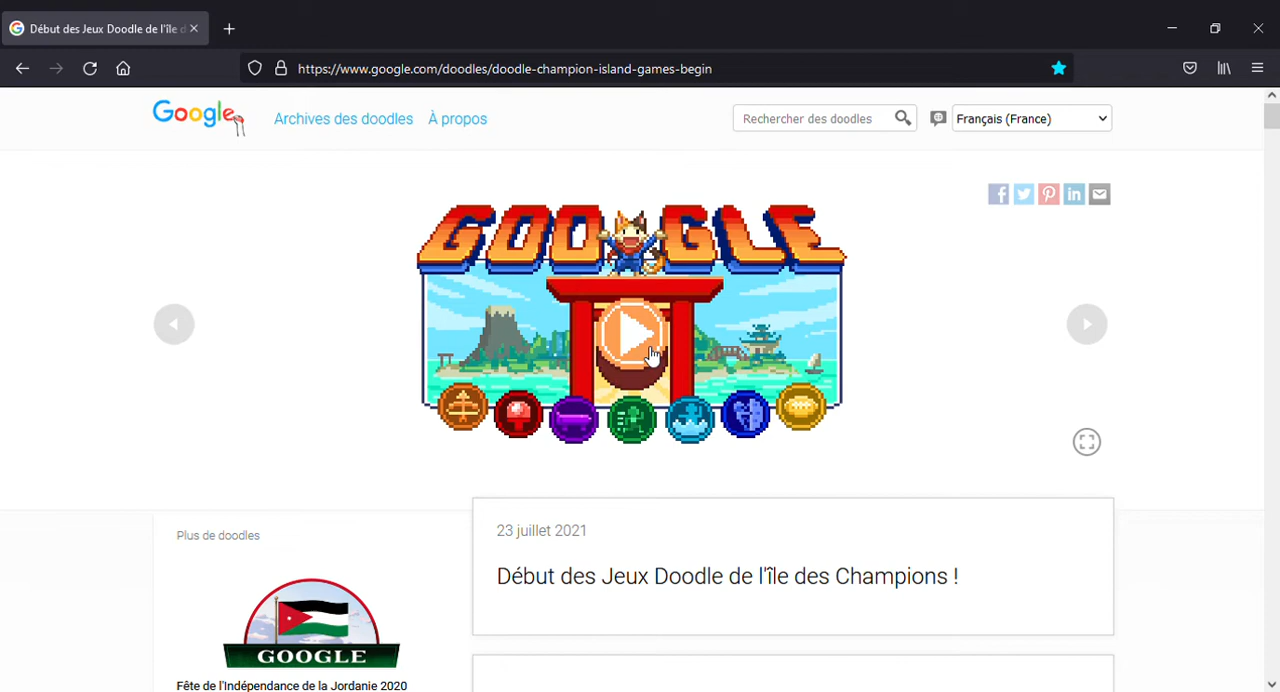 Début des Jeux Doodle de l'île d
https://www.google.com/doodles/doodle-champion-island-games-begin
Google
Archives des doodles
À propos
Rechercher des doodles
Français (France)
GOOGLE
23 juillet 2021
Début des Jeux Doodle de l'île des Champions !
Plus de doodles
GOOGLE
Fête de l'Indépendance de la Jordanie 2020